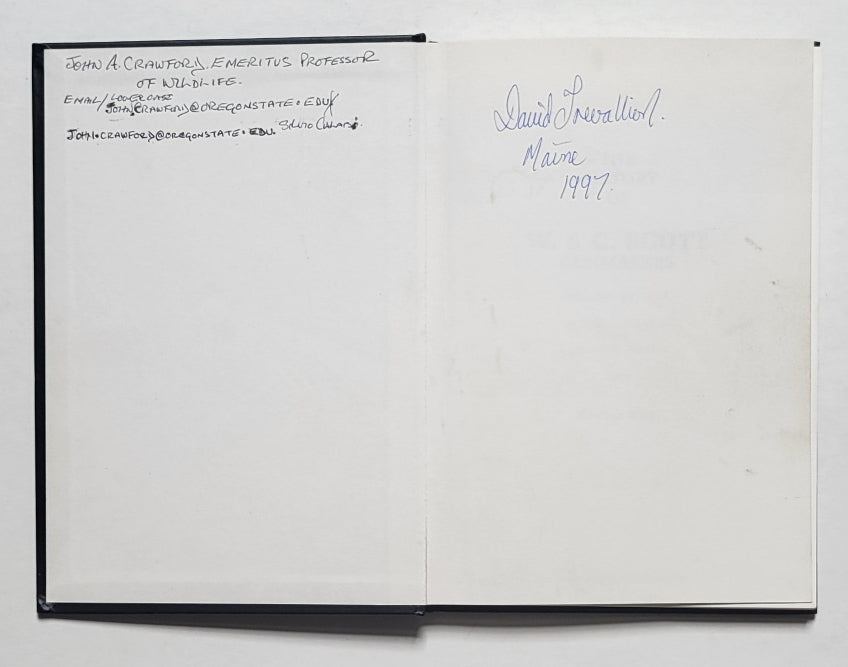 JOHN A. CRAWFORD, EMERITUS PROFESSOR
OF WILDLIFE.
EMAIL/LOWERCASE
JOHN.CRAWFORD@OREGONSTATE.EDU
JOHN.CRAWFORD@OREGONSTATE.EDU.
David Trevallion.
Maine
1997.
W. & C. SCOTT